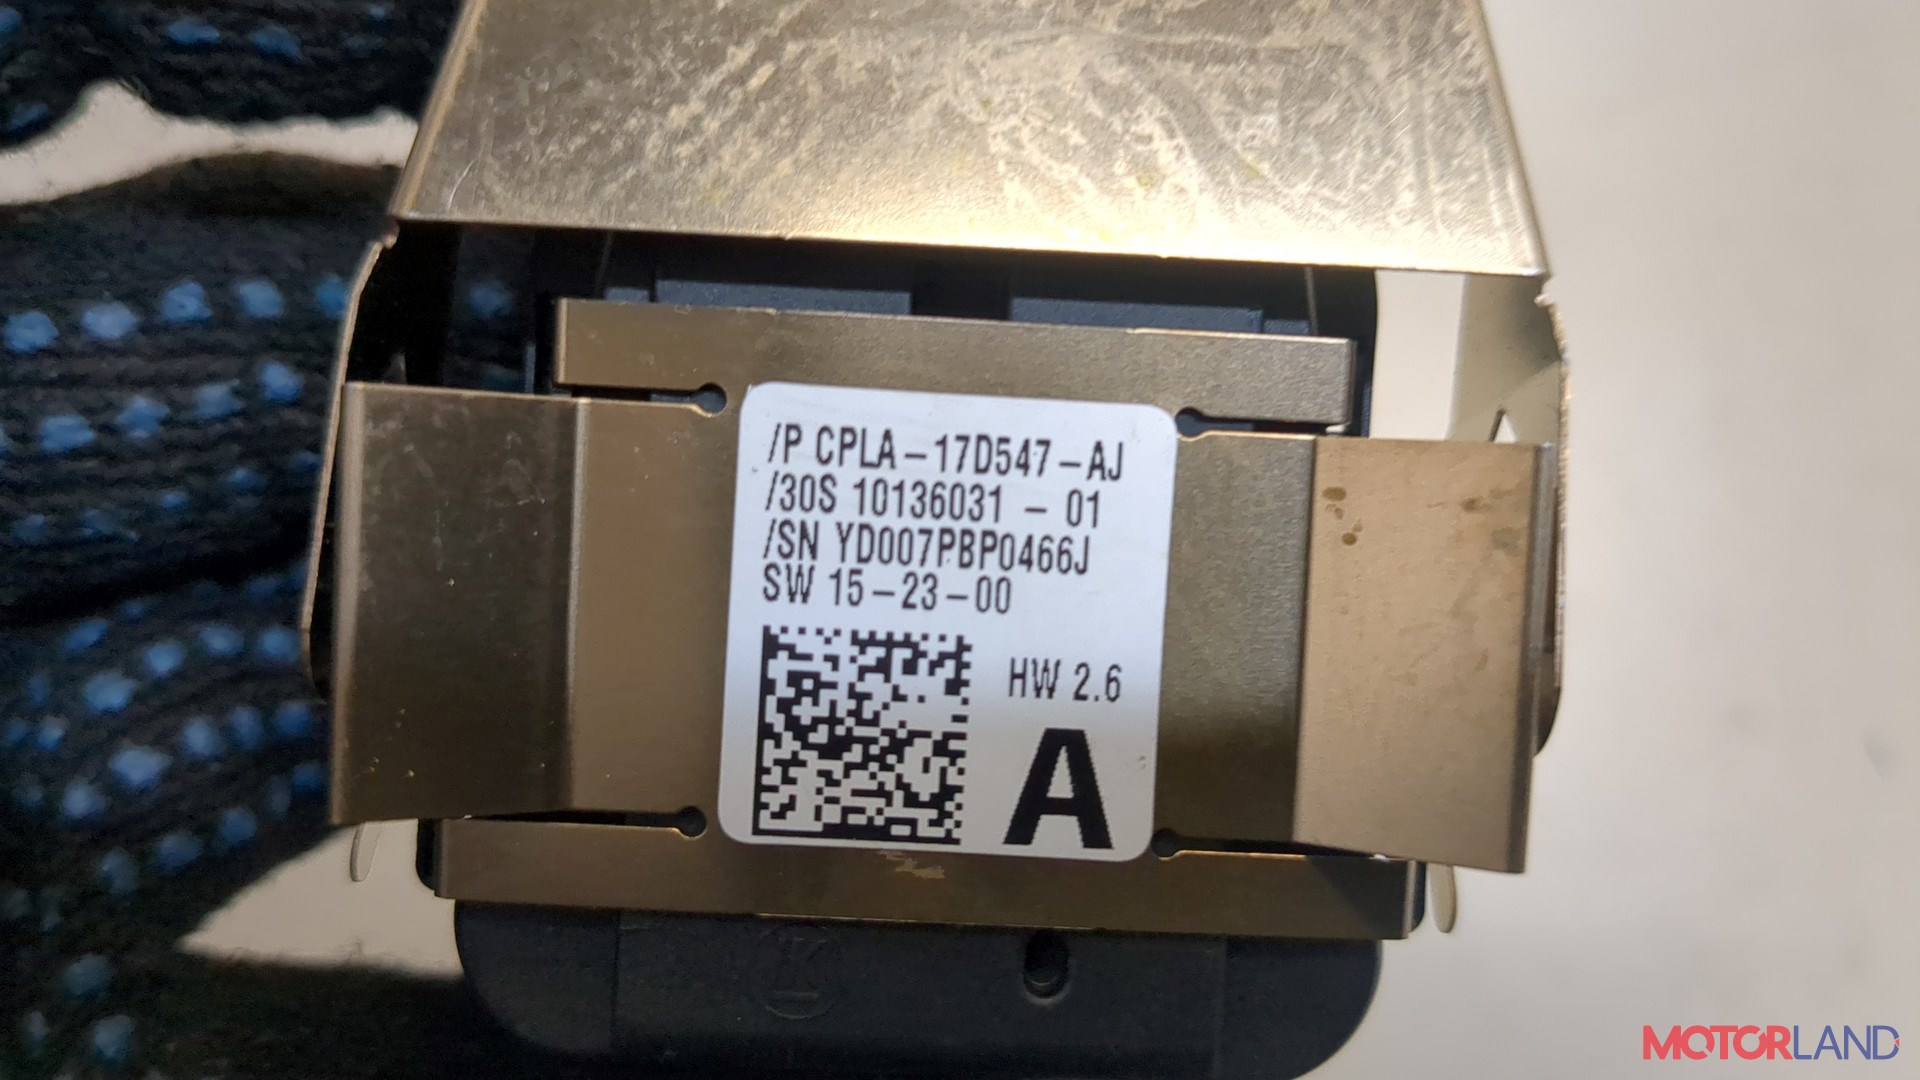 /P CPLA-17D547-AJ
/30S 10136031 - 01
/SN YD007PBP0466J
SW 15-23-00
HW 2.6
A
MOTORLAND